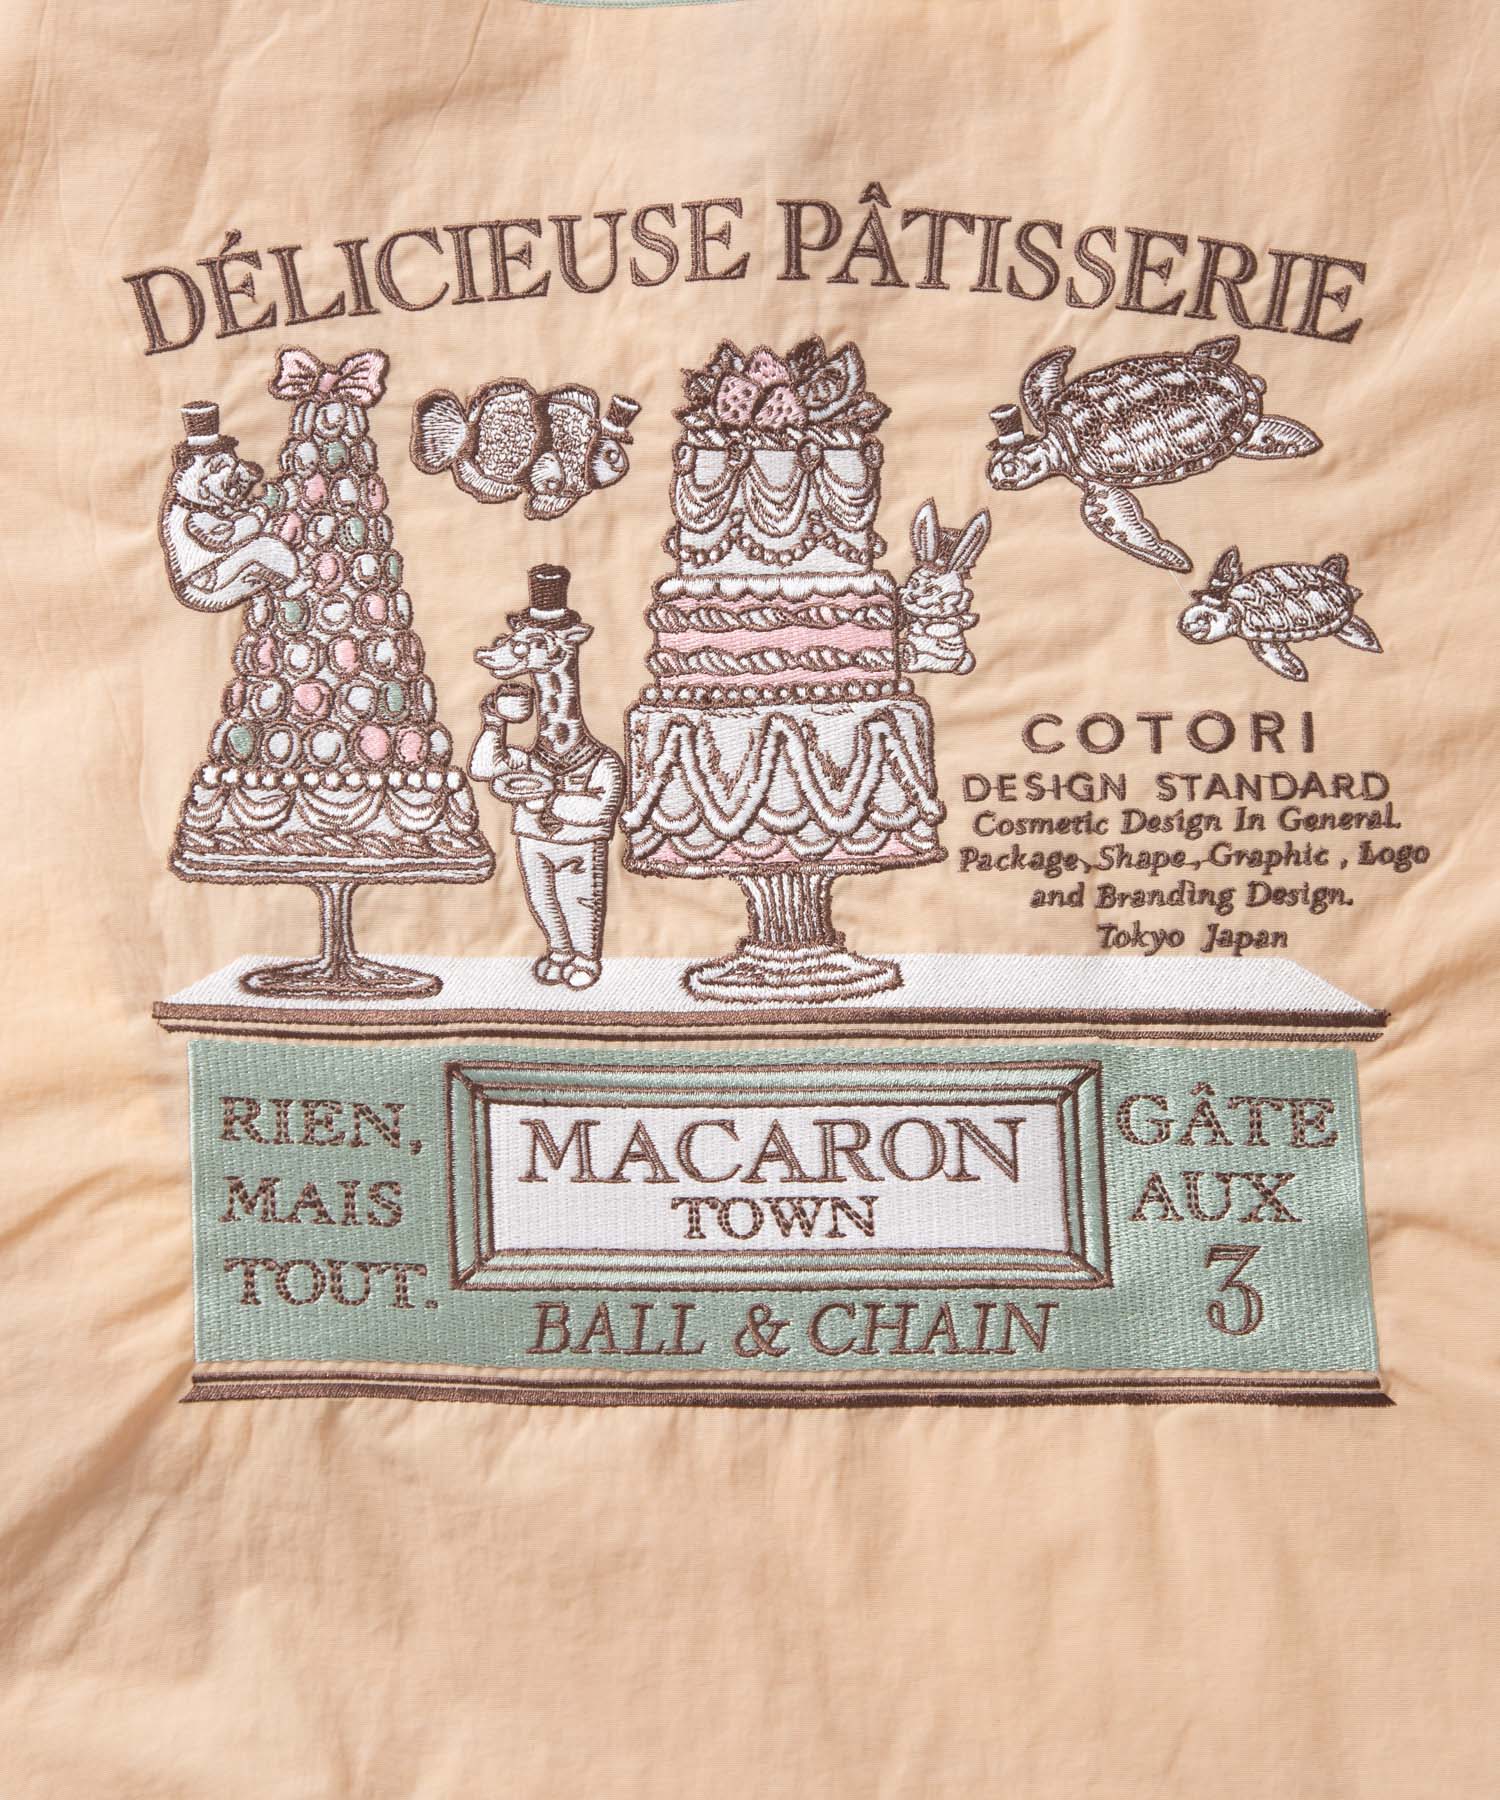 DÉLICIEUSE PÂTISSERIE
COTORI
DESIGN STANDARD
Cosmetic Design In General.
Package, Shape, Graphic, Logo
and Branding Design.
Tokyo Japan
RIEN,
MAIS
TOUT.
MACARON
TOWN
BALL & CHAIN
GÂTE
AUX
3